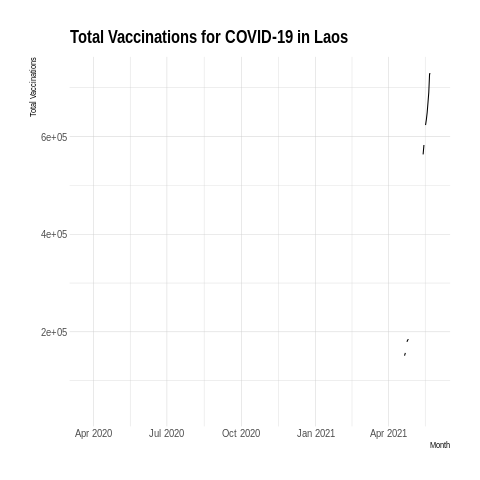 Total Vaccinations for COVID-19 in Laos
Total Vaccinations
6e+05
4e+05
2e+05
Apr 2020 Jul 2020 Oct 2020 Jan 2021 Apr 2021
Month